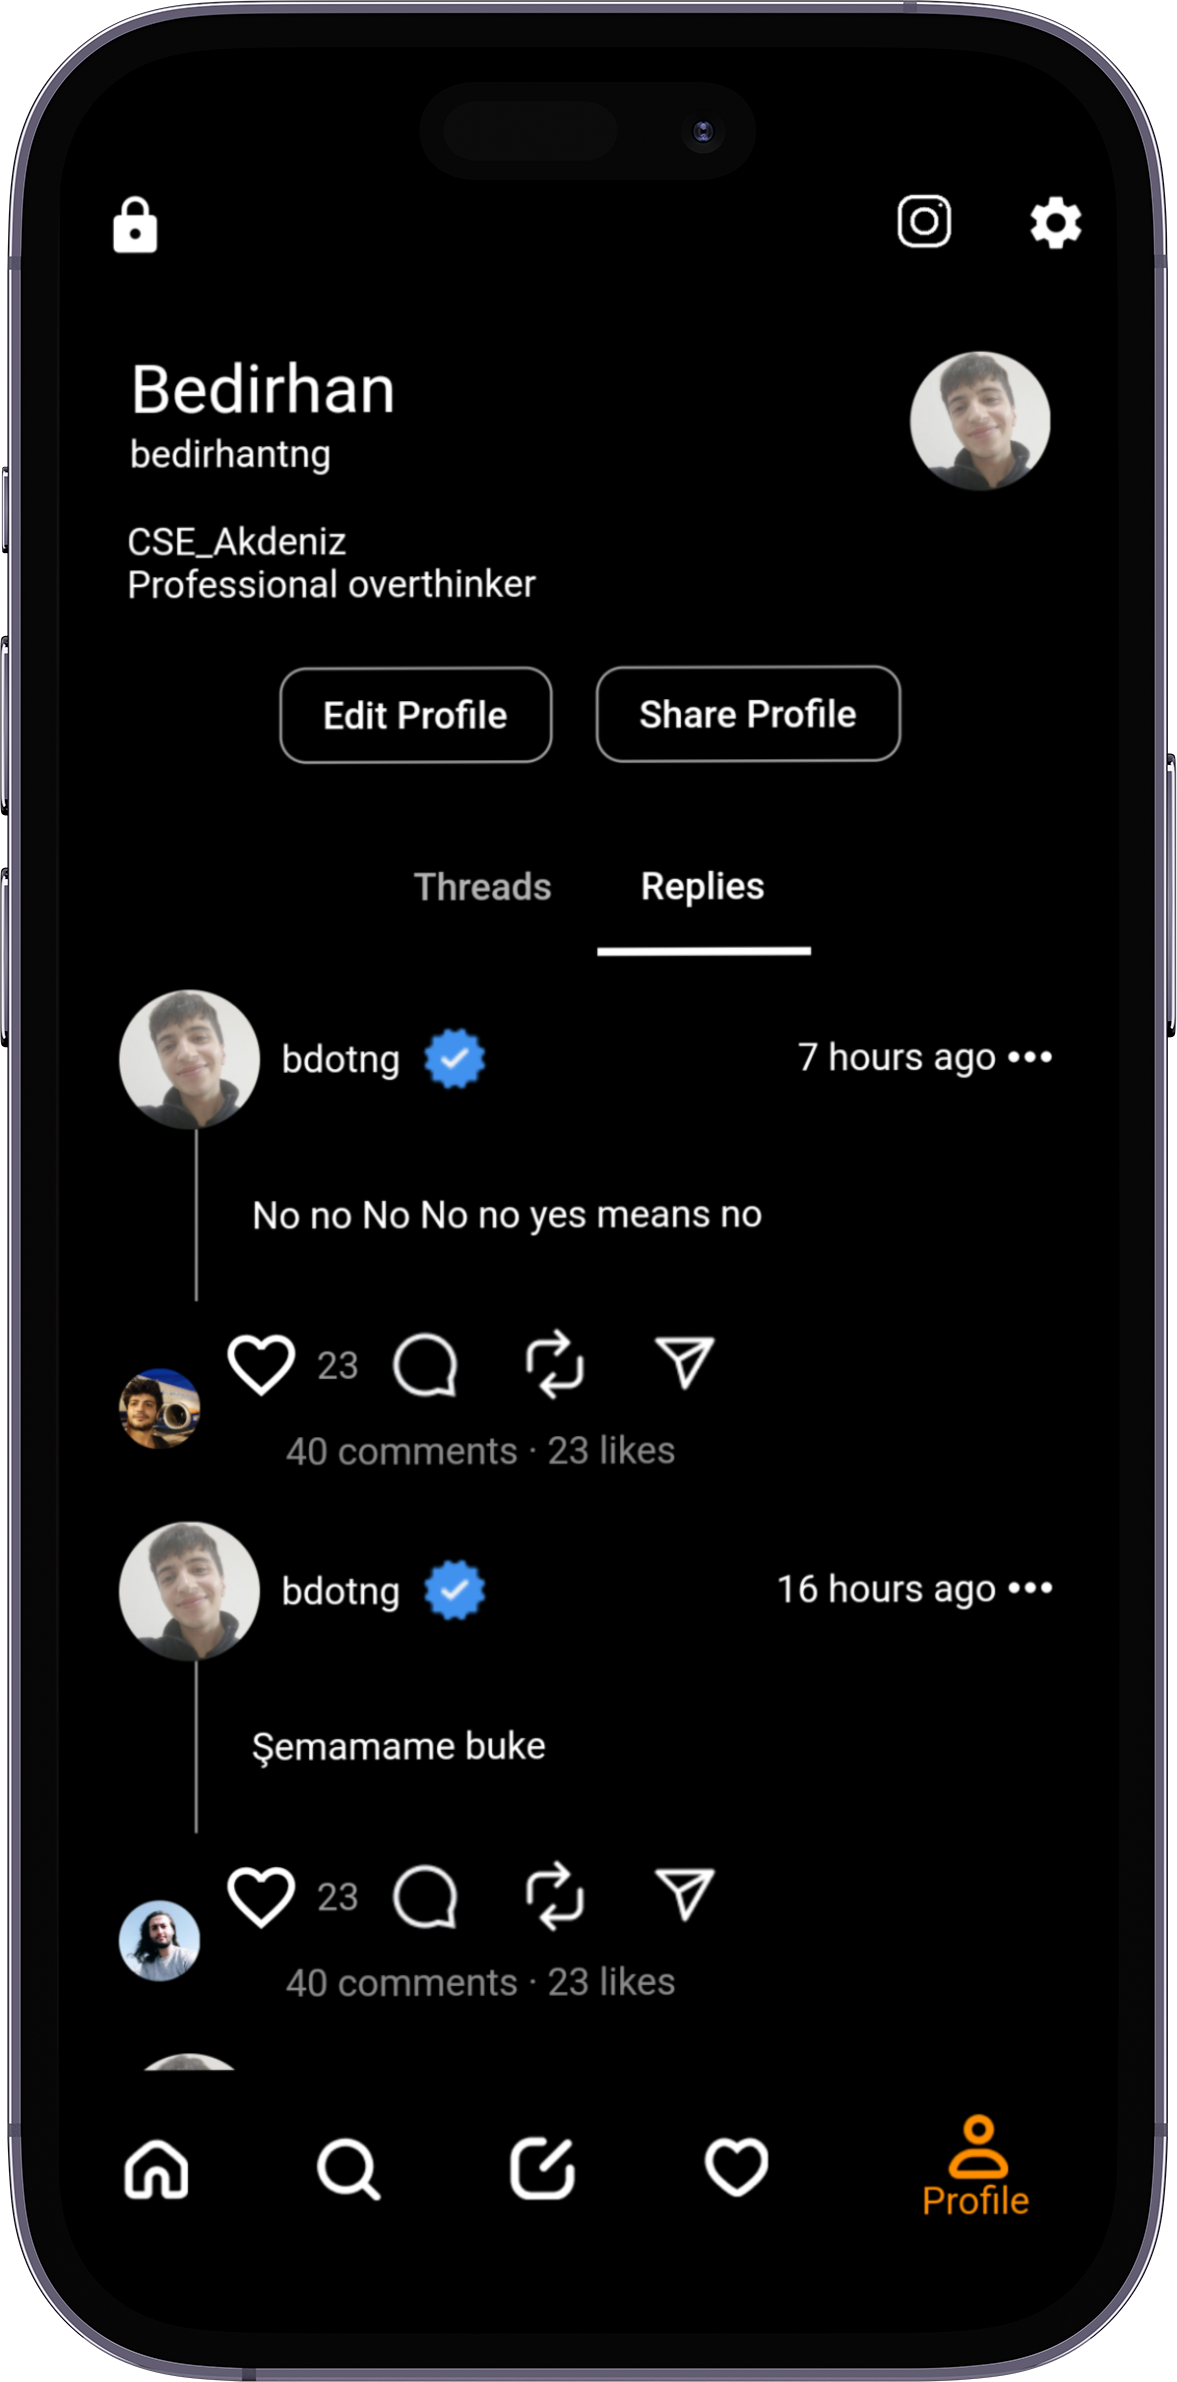 Bedirhan
bedirhantng
CSE_Akdeniz
Professional overthinker
Edit Profile
Share Profile
Threads
Replies
bdotng
7 hours ago
No no No No no yes means no
23
40 comments · 23 likes
bdotng
16 hours ago
Şemamame buke
23
40 comments · 23 likes
Profile